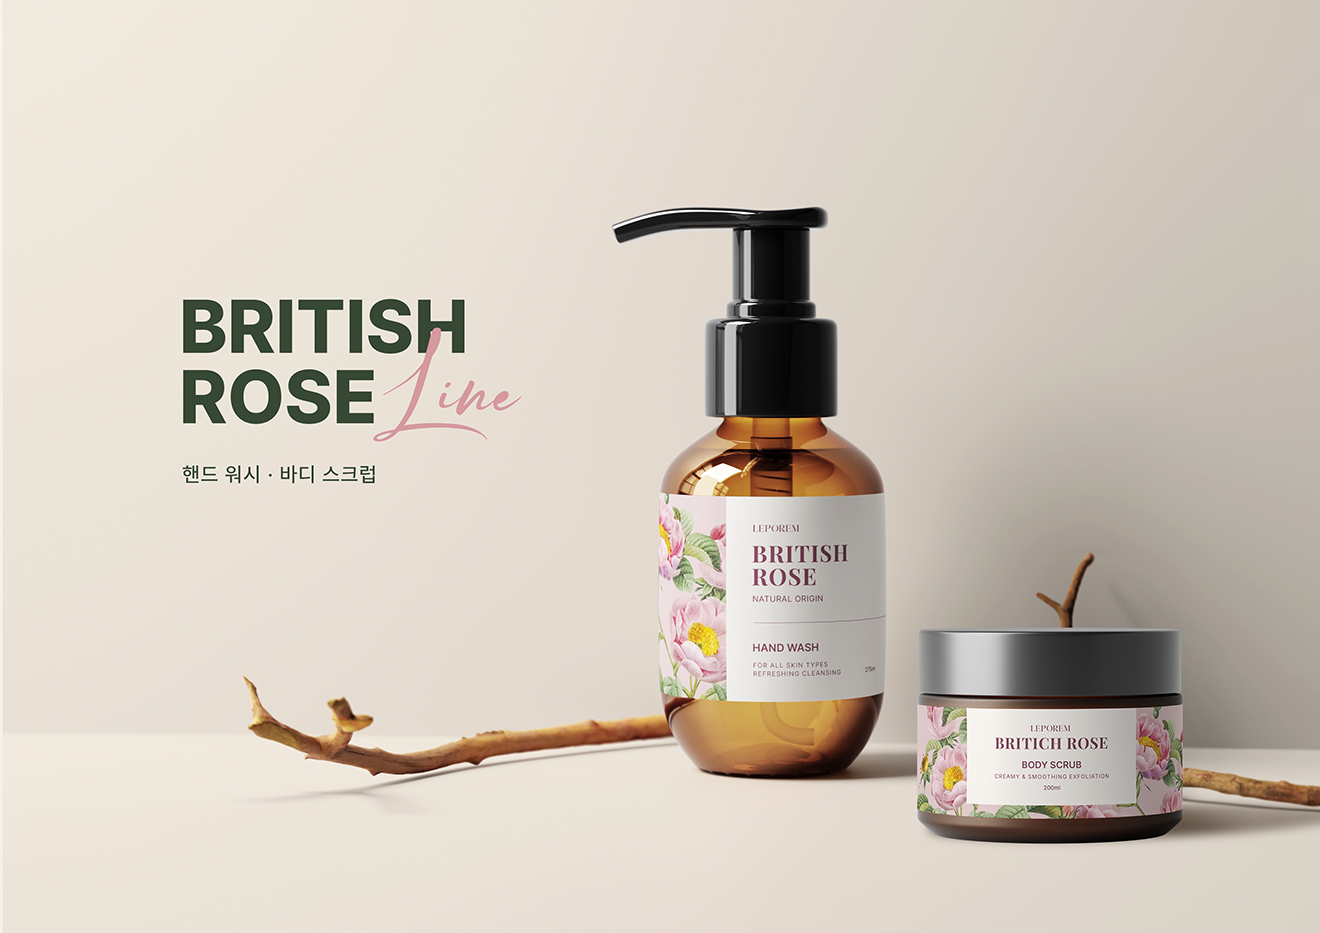 BRITISH
ROSE Line
핸드 워시 · 바디 스크럽
LEPOREM
BRITISH
ROSE
NATURAL ORIGIN
HAND WASH
FOR ALL SKIN TYPES
REFRESHING CLEANSING
275ml
LEPOREM
BRITICH ROSE
BODY SCRUB
CREAMY & SMOOTHING EXFOLIATION
200ml